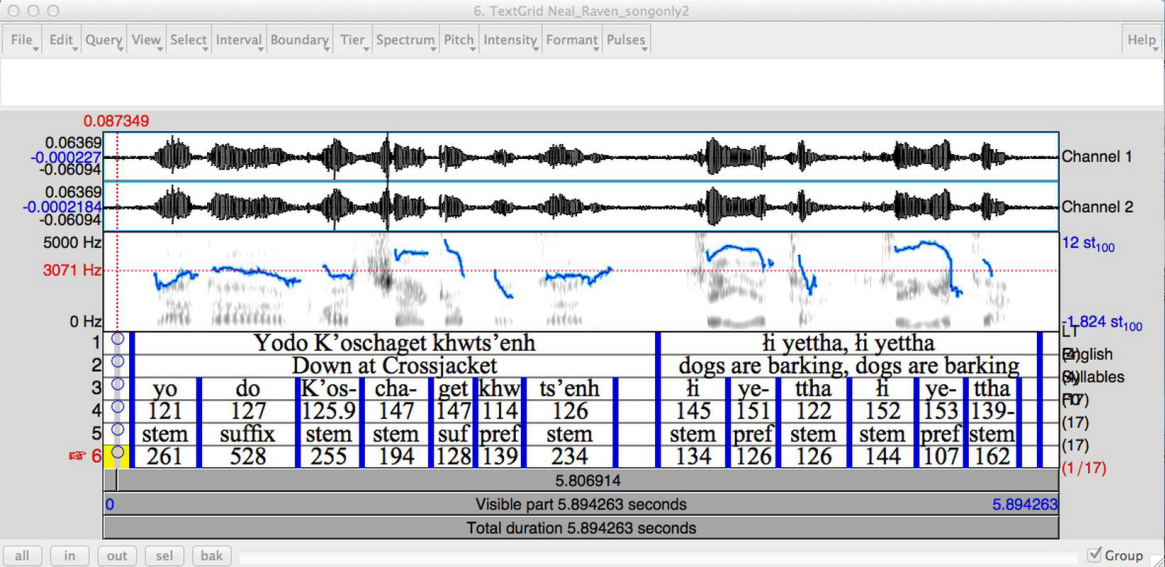 6. TextGrid Neal_Raven_songonly2
File Edit Query View Select Interval Boundary Tier Spectrum Pitch Intensity Formant Pulses Help
0.087349
0.06369
-0.000227
-0.06094
Channel 1
0.06369
-0.0002184
-0.06094
Channel 2
5000 Hz
3071 Hz
0 Hz
12 st100
-1.824 st100
1 Yodo K’oschaget khwts’enh łi yettha, łi yettha LT
2 Down at Crossjacket dogs are barking, dogs are barking English
3 yo do K’os- cha- get khw ts’enh łi ye- ttha łi ye- ttha Syllables
4 121 127 125.9 147 147 114 126 145 151 122 152 153 139- (17)
5 stem suffix stem stem suf pref stem stem pref stem stem pref stem (17)
6 261 528 255 194 128 139 234 134 126 126 144 107 162 (1/17)
5.806914
0 Visible part 5.894263 seconds 5.894263
Total duration 5.894263 seconds
all in out sel bak Group